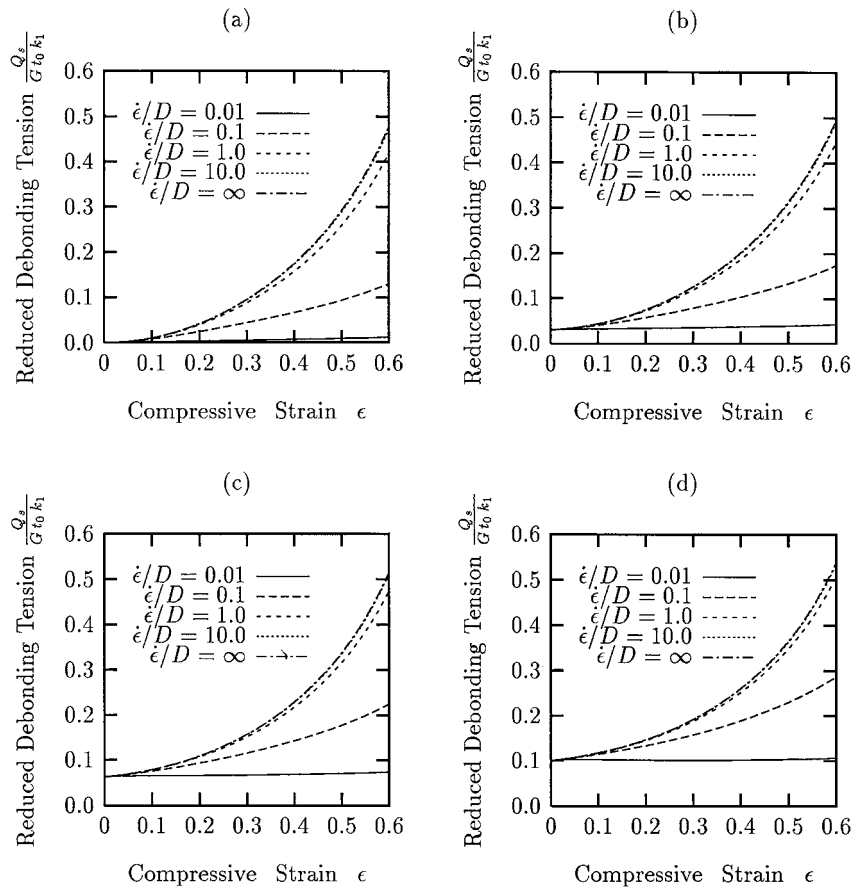 (a)
Reduced Debonding Tension Q_s/(G t_0 k_1)
0.6
0.5
0.4
0.3
0.2
0.1
0.0
ϵ̇/D = 0.01
ϵ̇/D = 0.1
ϵ̇/D = 1.0
ϵ̇/D = 10.0
ϵ̇/D = ∞
0 0.1 0.2 0.3 0.4 0.5 0.6
Compressive Strain ϵ
(b)
Reduced Debonding Tension Q_s/(G t_0 k_1)
0.6
0.5
0.4
0.3
0.2
0.1
0.0
ϵ̇/D = 0.01
ϵ̇/D = 0.1
ϵ̇/D = 1.0
ϵ̇/D = 10.0
ϵ̇/D = ∞
0 0.1 0.2 0.3 0.4 0.5 0.6
Compressive Strain ϵ
(c)
Reduced Debonding Tension Q_s/(G t_0 k_1)
0.6
0.5
0.4
0.3
0.2
0.1
0.0
ϵ̇/D = 0.01
ϵ̇/D = 0.1
ϵ̇/D = 1.0
ϵ̇/D = 10.0
ϵ̇/D = ∞
0 0.1 0.2 0.3 0.4 0.5 0.6
Compressive Strain ϵ
(d)
Reduced Debonding Tension Q_s/(G t_0 k_1)
0.6
0.5
0.4
0.3
0.2
0.1
0.0
ϵ̇/D = 0.01
ϵ̇/D = 0.1
ϵ̇/D = 1.0
ϵ̇/D = 10.0
ϵ̇/D = ∞
0 0.1 0.2 0.3 0.4 0.5 0.6
Compressive Strain ϵ